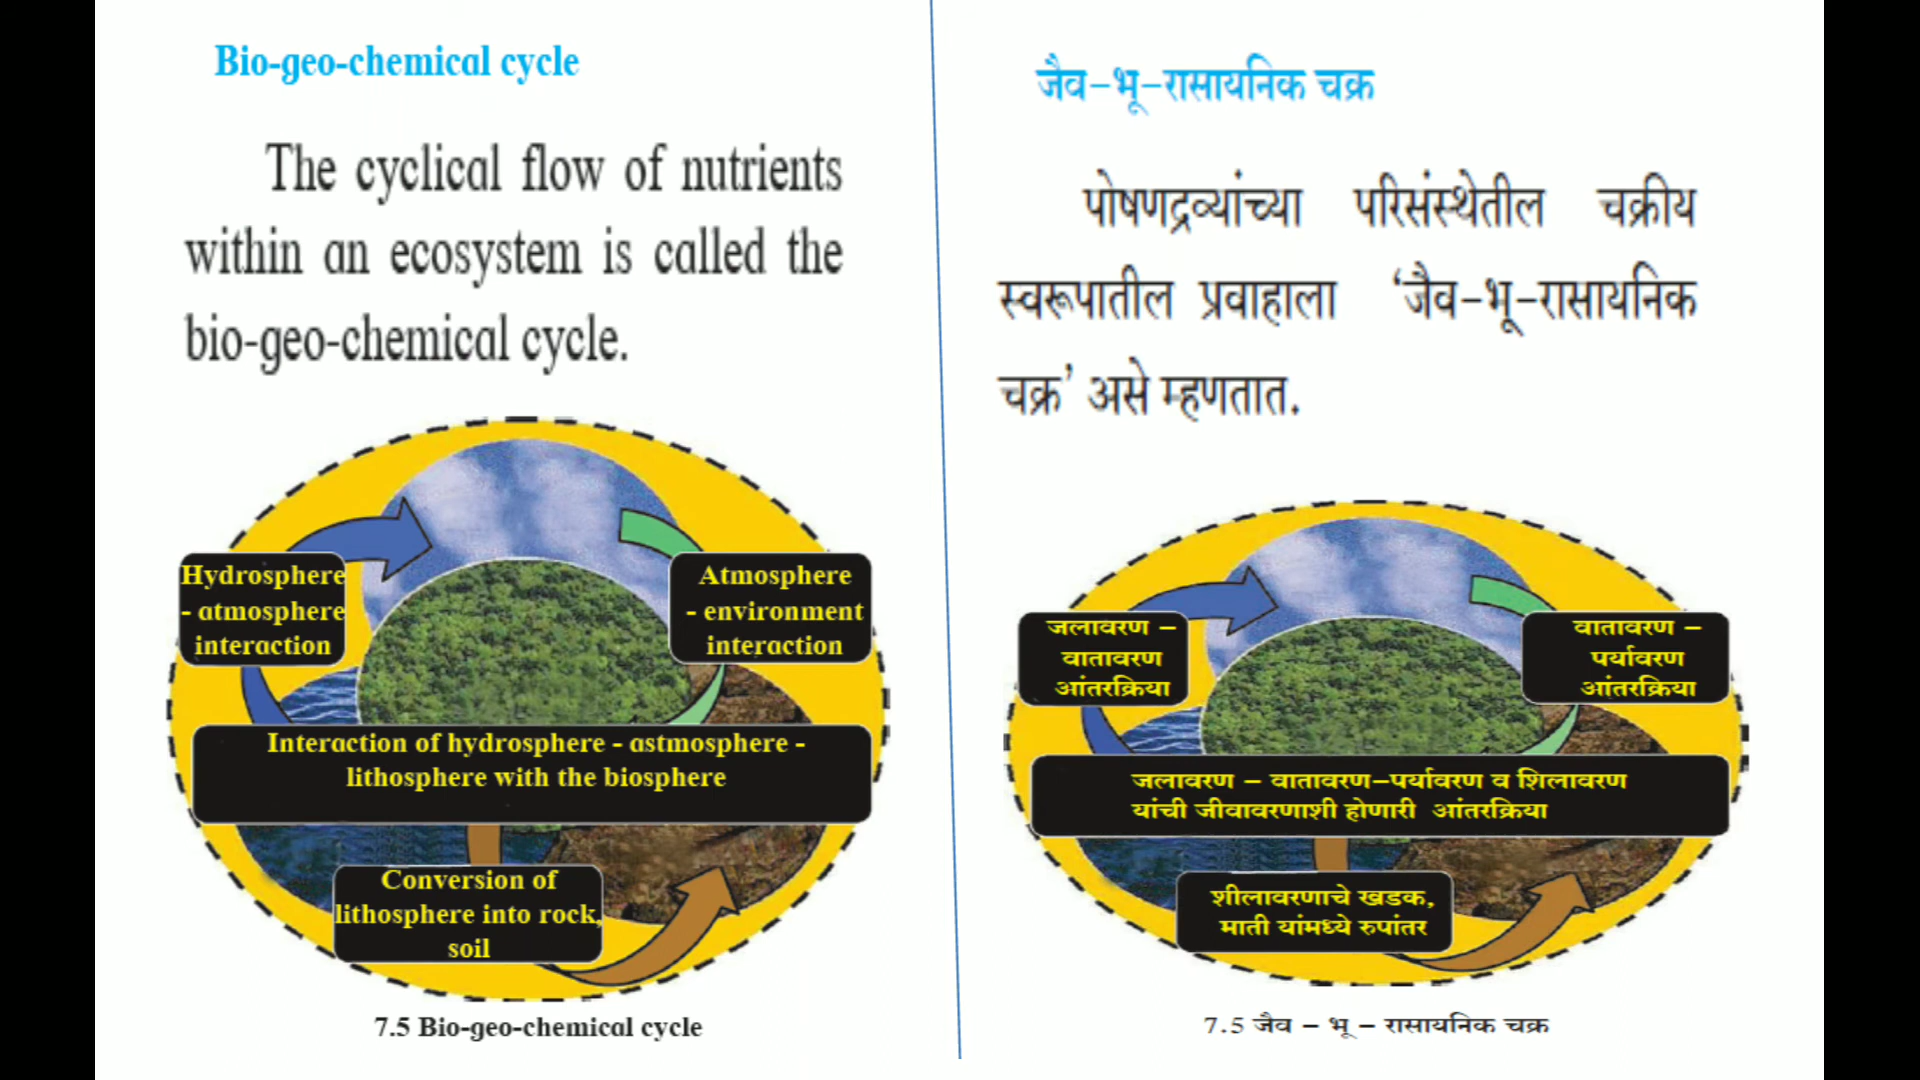 Bio-geo-chemical cycle
The cyclical flow of nutrients
within an ecosystem is called the
bio-geo-chemical cycle.
Hydrosphere
- atmosphere
interaction
Atmosphere
- environment
interaction
Interaction of hydrosphere - astmosphere -
lithosphere with the biosphere
Conversion of
lithosphere into rock,
soil
7.5 Bio-geo-chemical cycle
जैव-भू-रासायनिक चक्र
पोषणद्रव्यांच्या परिसंस्थेतील चक्रीय
स्वरूपातील प्रवाहाला ‘जैव-भू-रासायनिक
चक्र’ असे म्हणतात.
जलावरण –
वातावरण
आंतरक्रिया
वातावरण –
पर्यावरण
आंतरक्रिया
जलावरण – वातावरण-पर्यावरण व शिलावरण
यांची जीवावरणाशी होणारी आंतरक्रिया
शीलावरणाचे खडक,
माती यांमध्ये रुपांतर
7.5 जैव – भू – रासायनिक चक्र